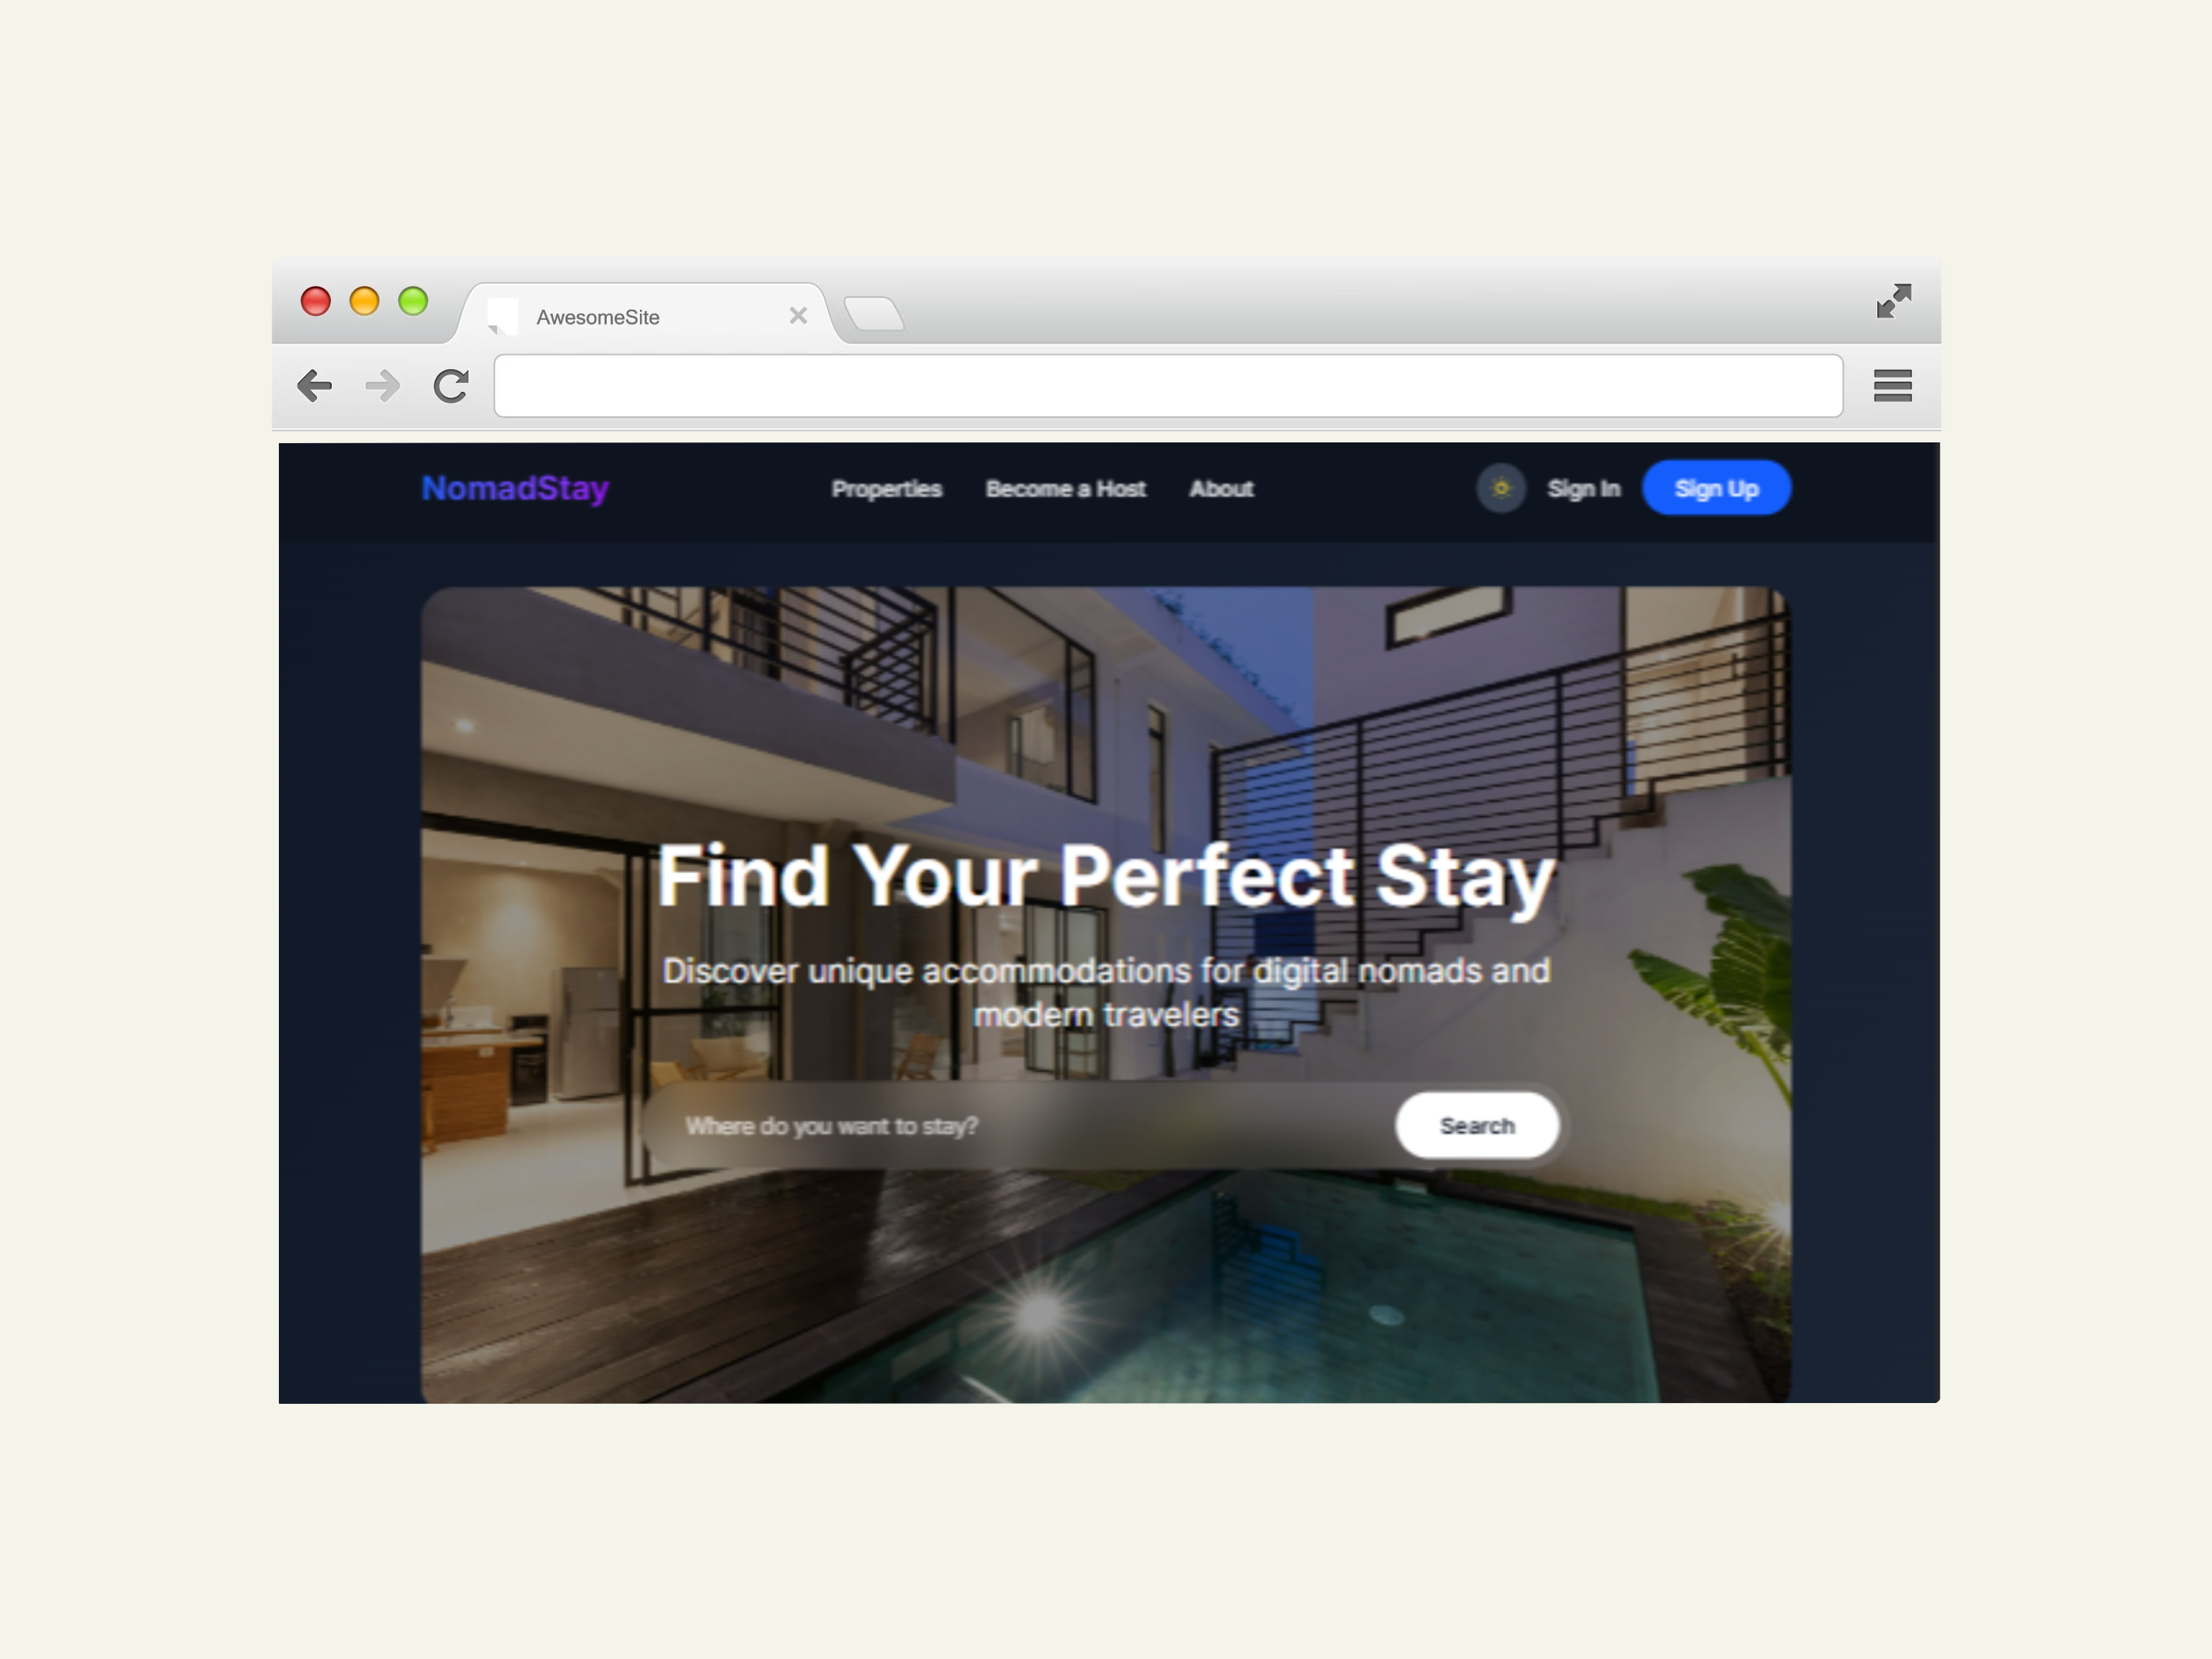 AwesomeSite
NomadStay
Properties
Become a Host
About
Sign In
Sign Up
Find Your Perfect Stay
Discover unique accommodations for digital nomads and
modern travelers
Where do you want to stay?
Search